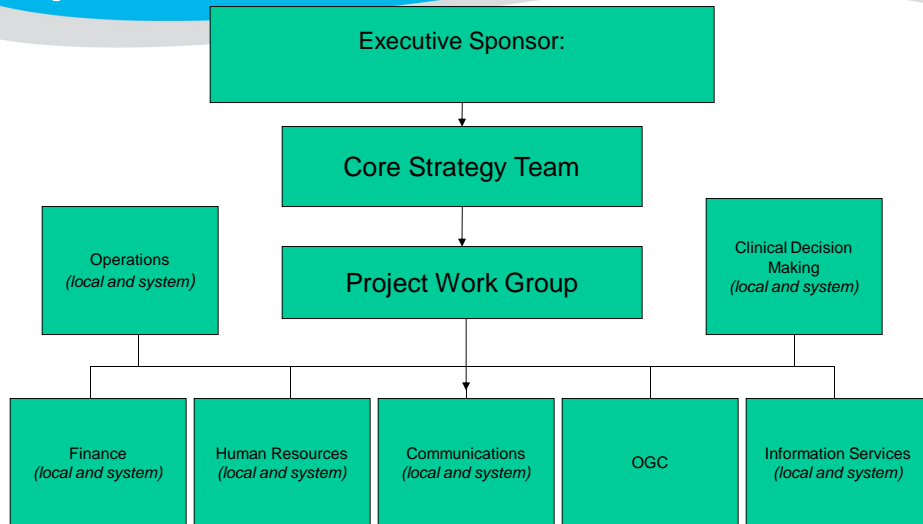 Executive Sponsor:
Core Strategy Team
Operations
(local and system)
Clinical Decision
Making
(local and system)
Project Work Group
Finance
(local and system)
Human Resources
(local and system)
Communications
(local and system)
OGC
Information Services
(local and system)